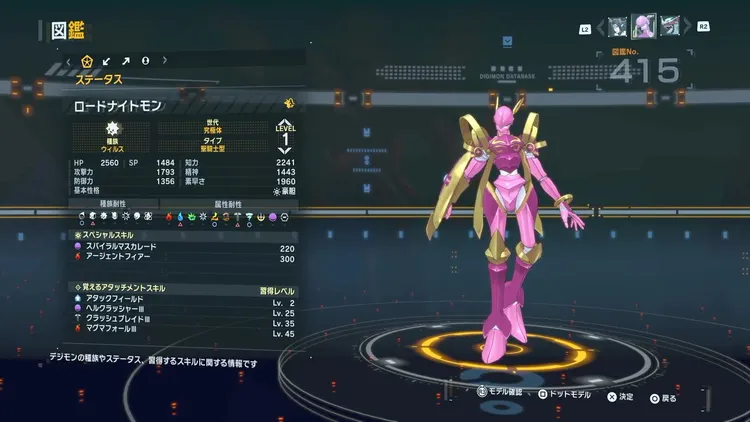 図鑑
L2
R2
図鑑No.
415
DIGIMON DATABASE
ステータス
ロードナイトモン
種族
ウィルス
世代
究極体
タイプ
聖騎士型
LEVEL
1
HP 2560 SP 1484 知力 2241
攻撃力 1793 精神 1443
防御力 1356 素早さ 1960
基本性格 豪胆
種族耐性 属性耐性
スペシャルスキル
スパイラルマスカレード 220
アージェントフィアー 300
覚えるアタッチメントスキル 習得レベル
アタックフィールド Lv. 2
ヘルクラッシャーIII Lv. 25
クラッシュブレイドIII Lv. 35
マグマフォールIII Lv. 45
デジモンの種族やステータス、習得するスキルに関する情報です
R3 モデル確認 ドットモデル 決定 戻る